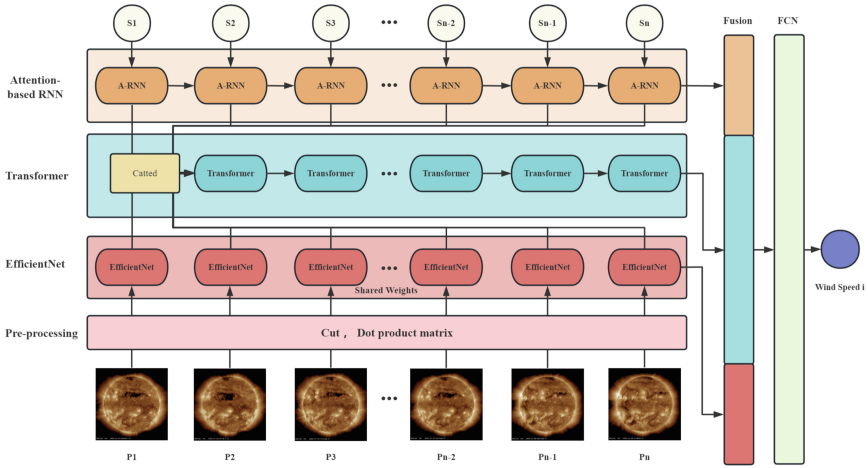 S1 S2 S3 ••• Sn-2 Sn-1 Sn Fusion FCN
Attention-
based RNN
A-RNN A-RNN A-RNN ••• A-RNN A-RNN A-RNN
Transformer
Catted Transformer Transformer ••• Transformer Transformer Transformer
EfficientNet
EfficientNet EfficientNet EfficientNet ••• EfficientNet EfficientNet EfficientNet
Shared Weights
Wind Speed i
Pre-processing
Cut , Dot product matrix
•••
P1 P2 P3 Pn-2 Pn-1 Pn